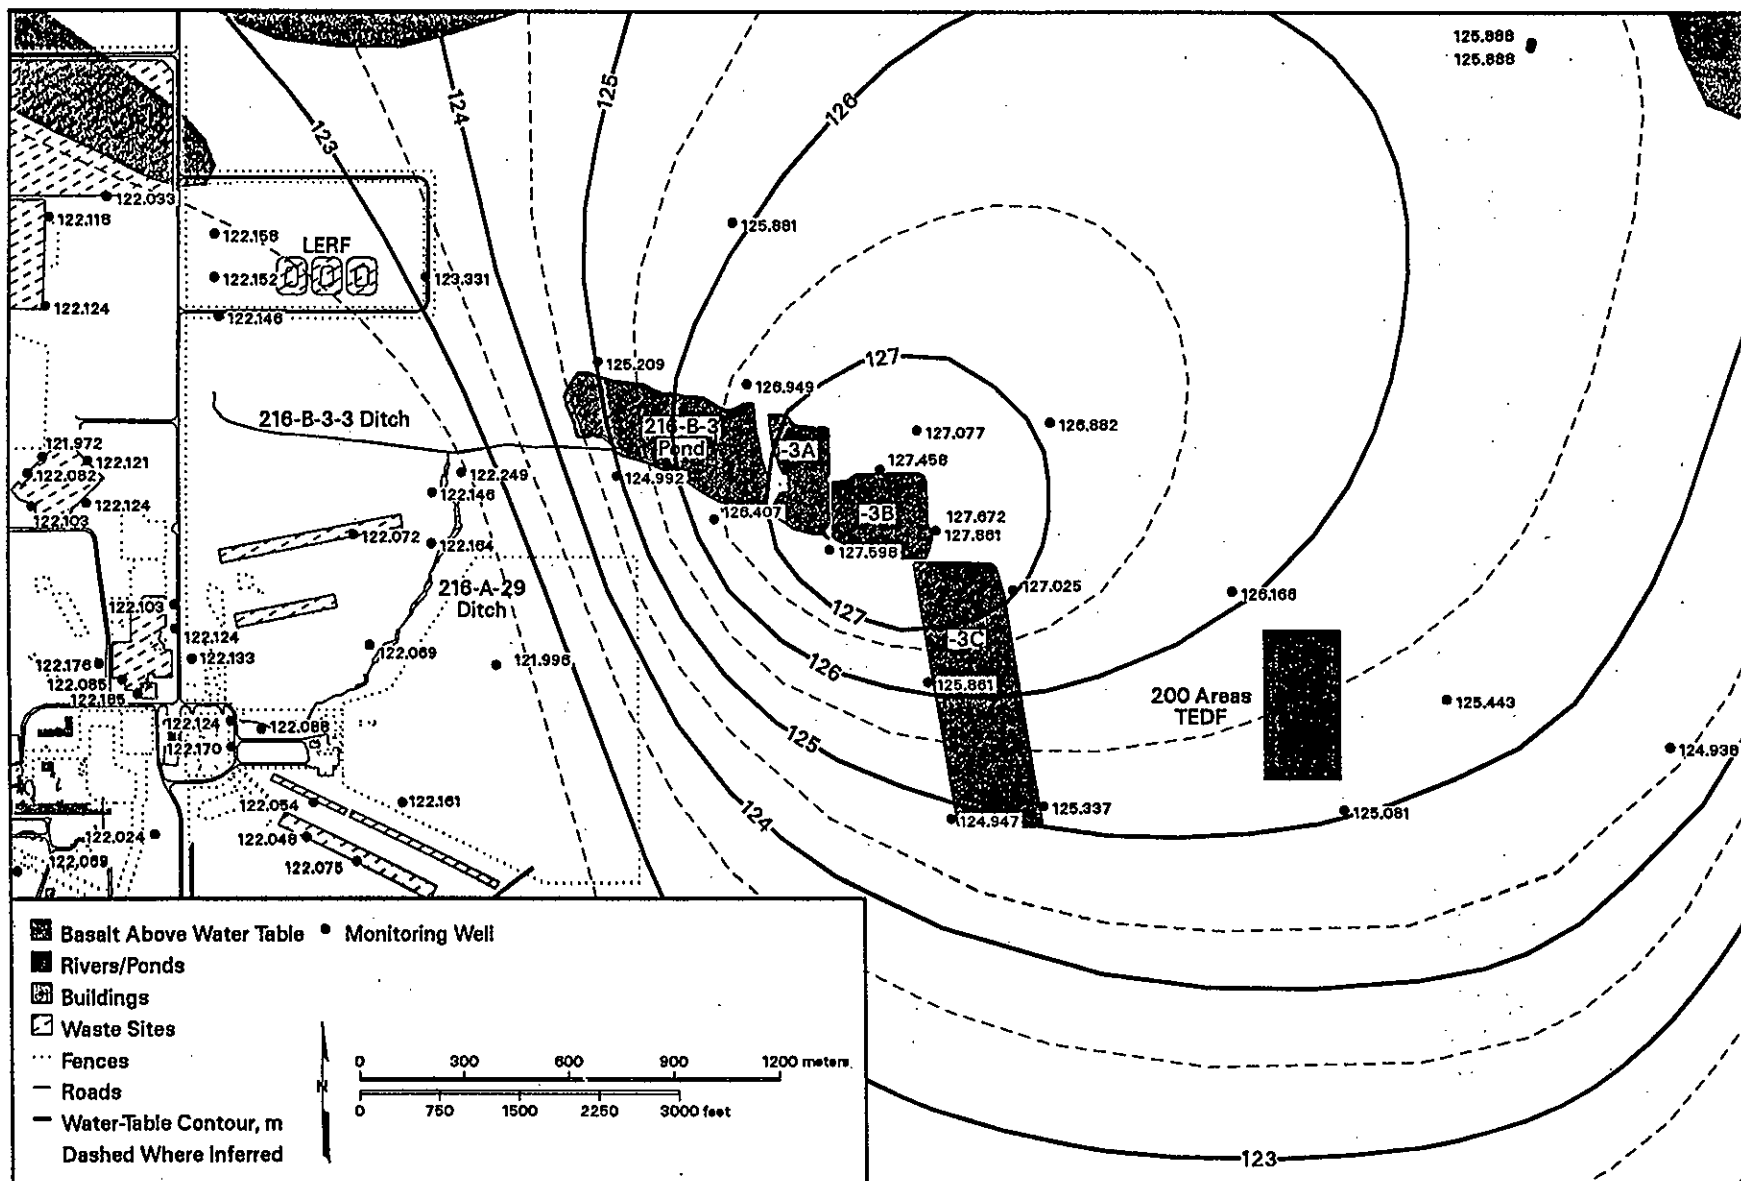 125.888
125.888
125
126
124
123
122.033
122.118
125.881
122.158
LERF
122.152
123.331
122.124
122.146
125.209
127
126.949
216-B-3-3 Ditch
216-B-3
Pond
126.882
127.077
-3A
121.972
122.121
122.082
127.458
122.249
124.992
122.146
122.124
122.103
126.407
-3B
127.672
127.861
122.072
122.164
127.598
216-A-29
Ditch
127.025
126.166
122.103
127
122.124
-3C
122.133
122.069
121.996
122.176
126
122.085
125.861
122.185
200 Areas
TEDF
125.443
122.124
122.088
125
122.170
124.938
122.054
122.161
124
125.337
125.081
124.947
122.024
122.046
122.069
122.075
Basalt Above Water Table
Monitoring Well
Rivers/Ponds
Buildings
Waste Sites
Fences
Roads
Water-Table Contour, m
Dashed Where Inferred
N
0 300 600 900 1200 meters
0 750 1500 2250 3000 feet
123